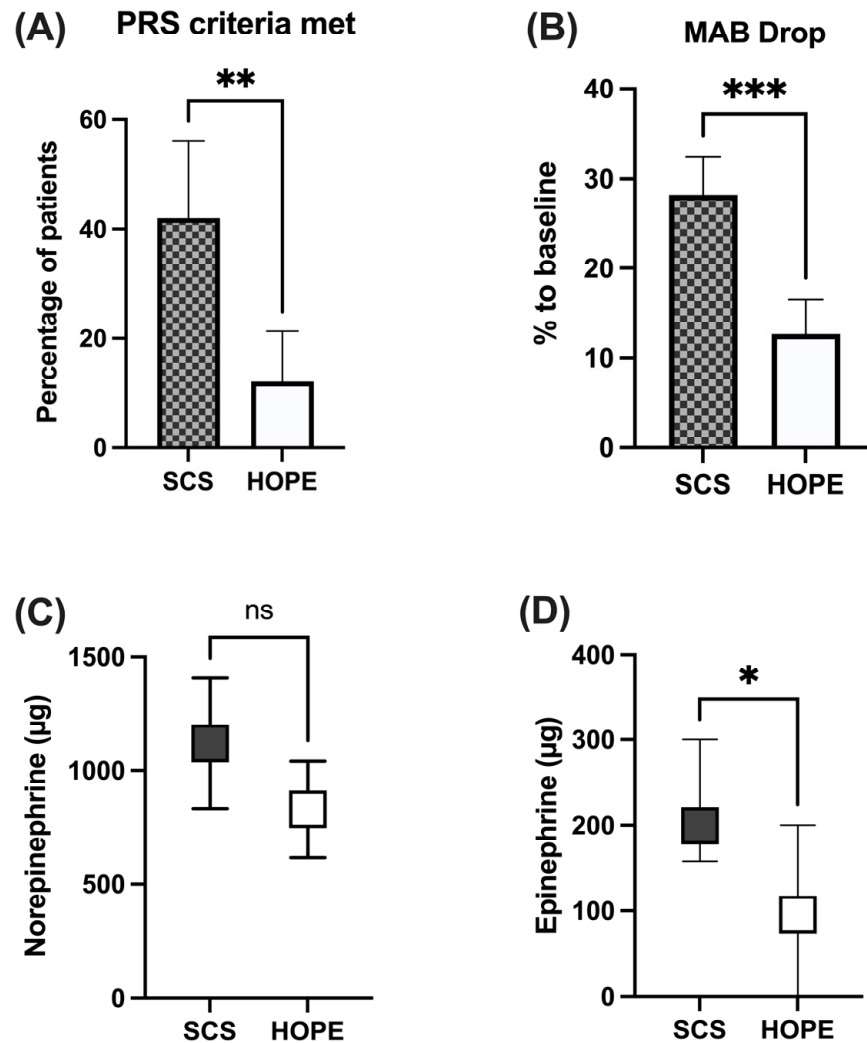 (A) PRS criteria met
**
Percentage of patients
60
40
20
0
SCS HOPE
(B) MAB Drop
***
% to baseline
40
30
20
10
0
SCS HOPE
(C)
ns
Norepinephrine (µg)
1500
1000
500
0
SCS HOPE
(D)
*
Epinephrine (µg)
400
300
200
100
0
SCS HOPE